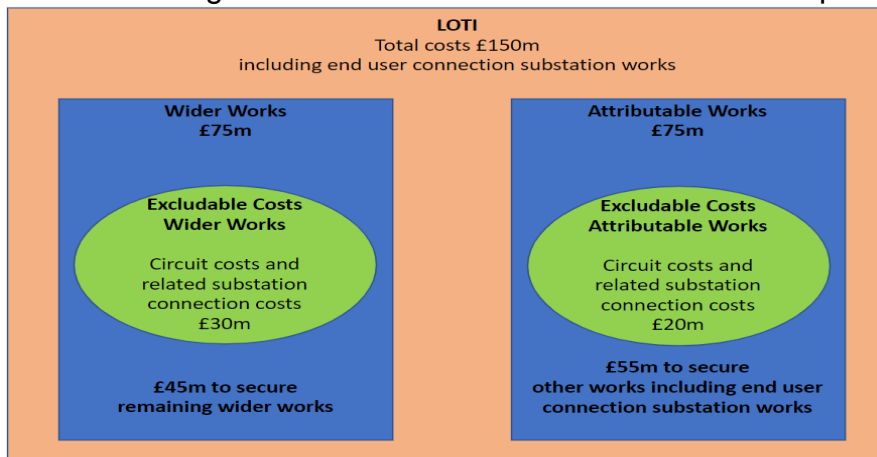 LOTI
Total costs £150m
including end user connection substation works
Wider Works
£75m
Excludable Costs
Wider Works
Circuit costs and
related substation
connection costs
£30m
£45m to secure
remaining wider works
Attributable Works
£75m
Excludable Costs
Attributable Works
Circuit costs and
related substation
connection costs
£20m
£55m to secure
other works including end user
connection substation works